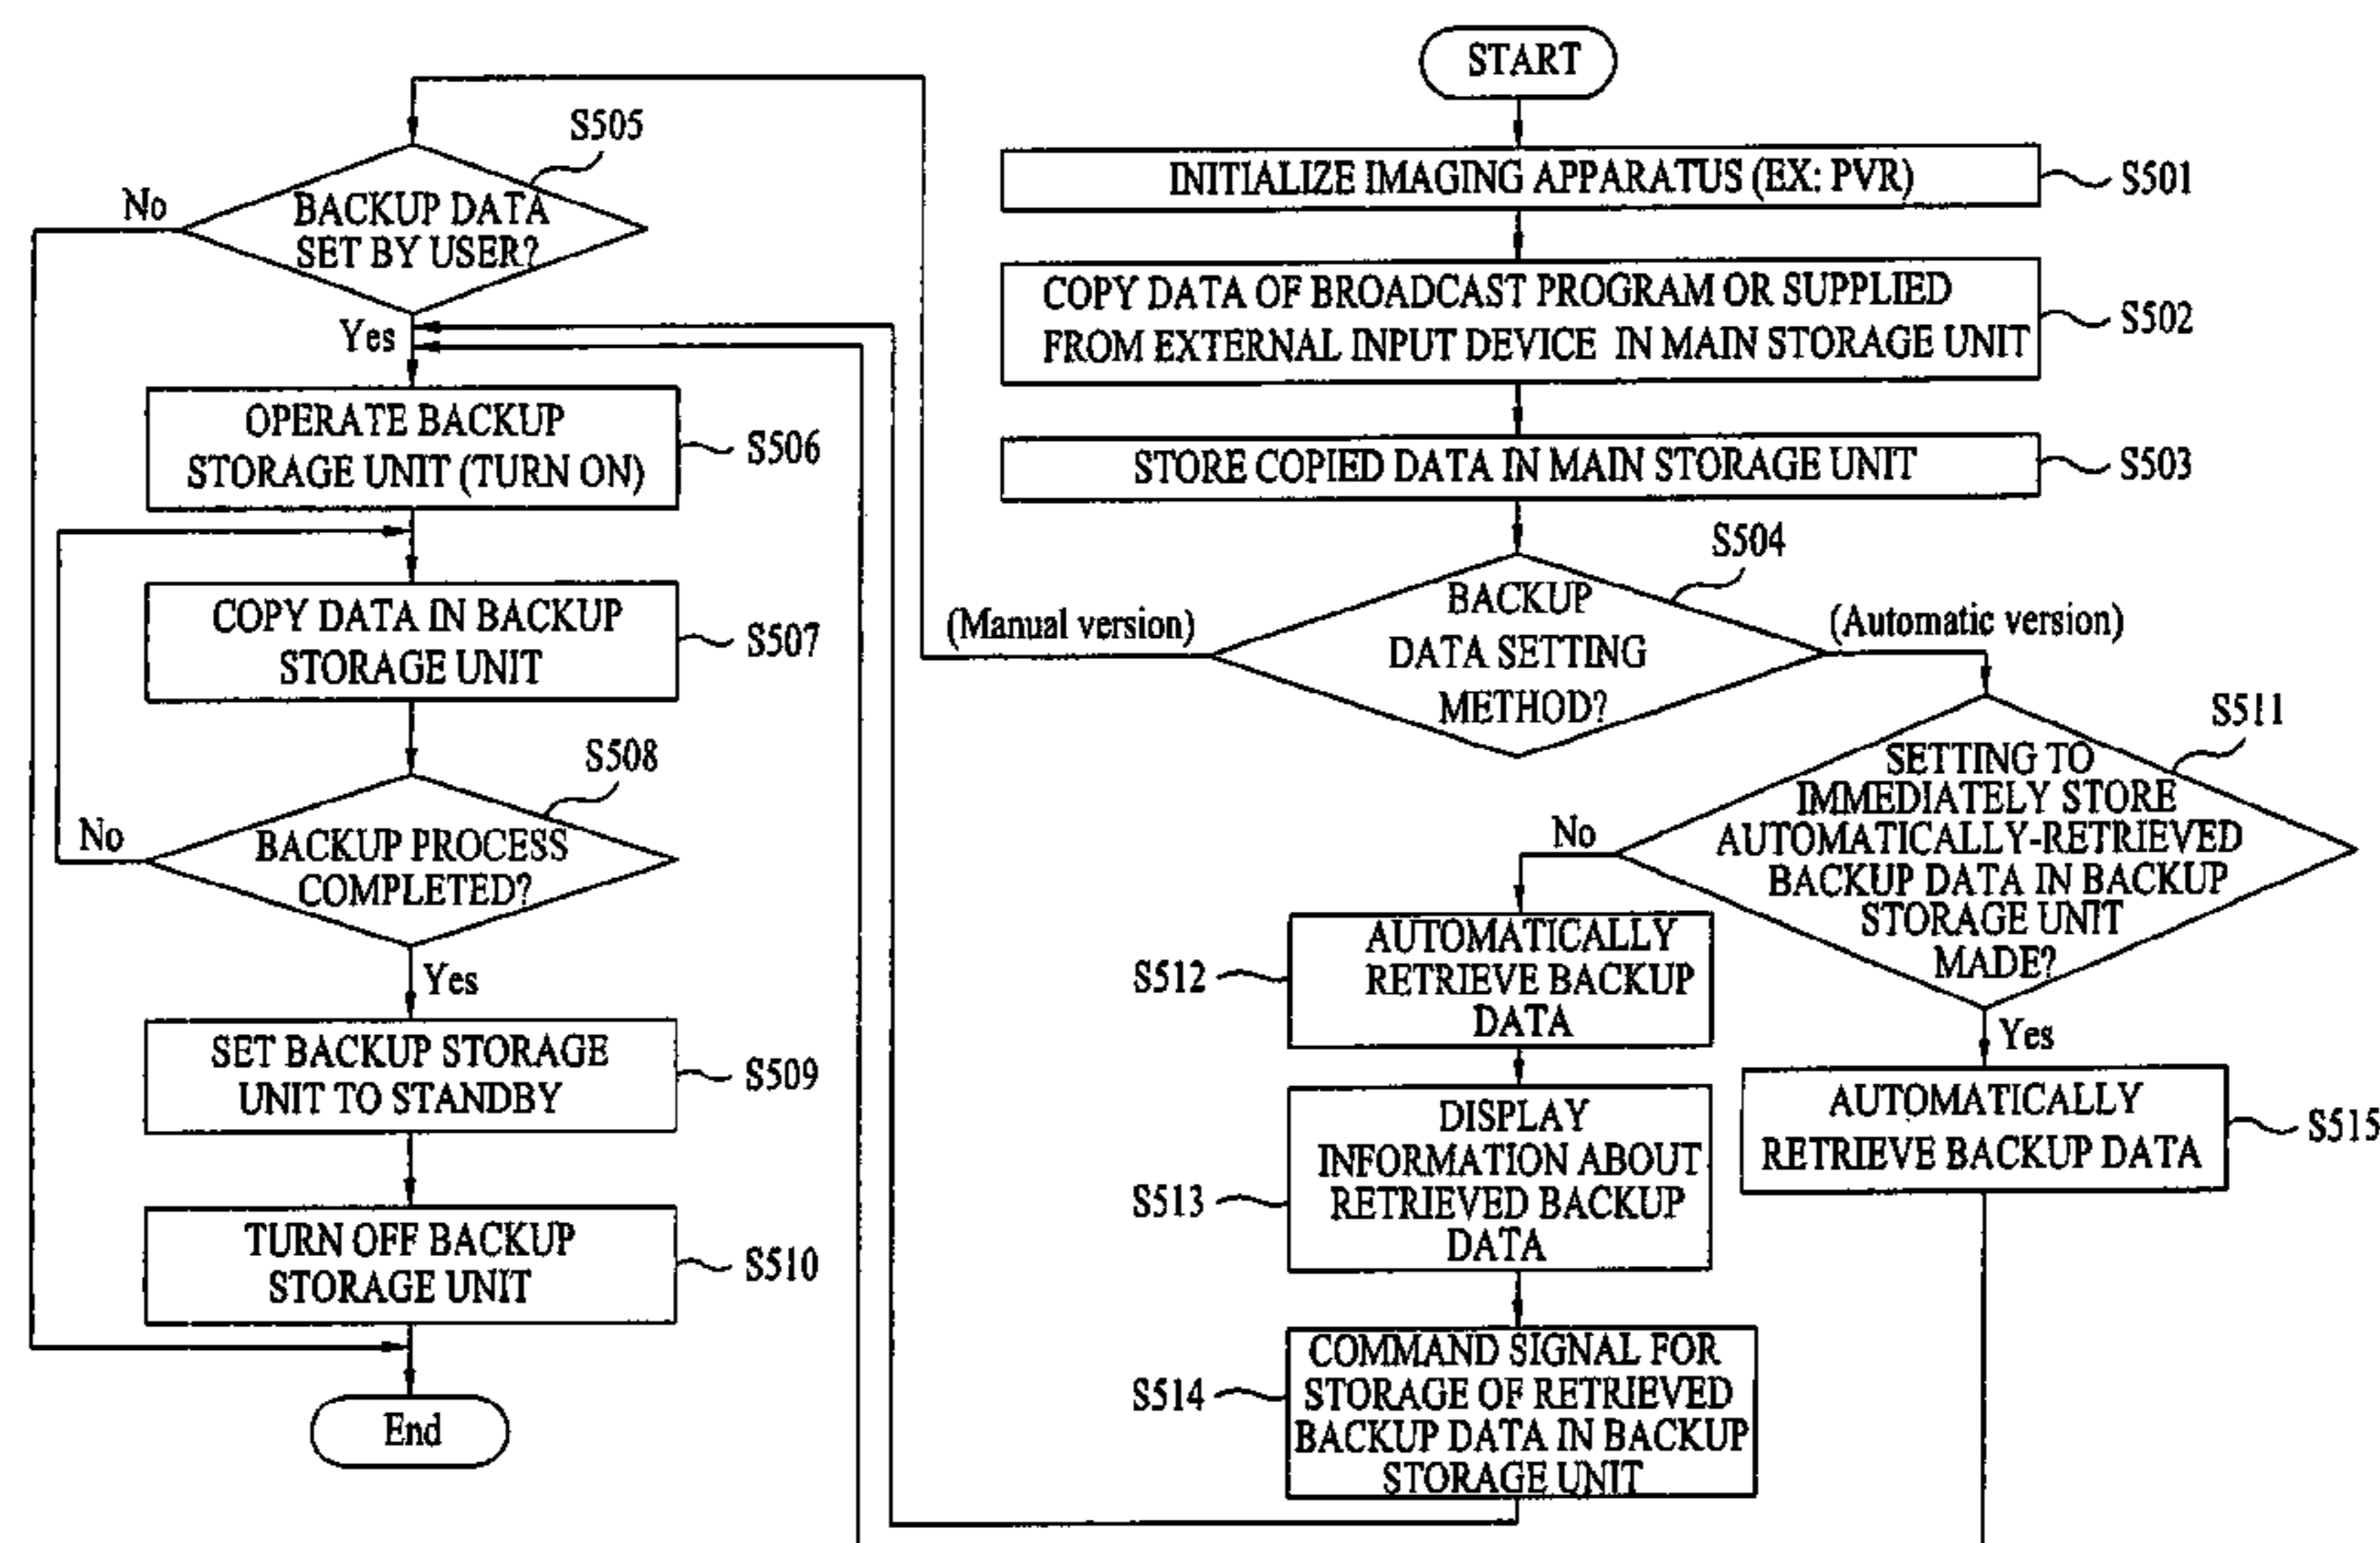 START
INITIALIZE IMAGING APPARATUS (EX: PVR)
S501
COPY DATA OF BROADCAST PROGRAM OR SUPPLIED
FROM EXTERNAL INPUT DEVICE IN MAIN STORAGE UNIT
S502
STORE COPIED DATA IN MAIN STORAGE UNIT
S503
S504
BACKUP
DATA SETTING
METHOD?
(Manual version)
(Automatic version)
S505
BACKUP DATA
SET BY USER?
No
Yes
OPERATE BACKUP
STORAGE UNIT (TURN ON)
S506
COPY DATA IN BACKUP
STORAGE UNIT
S507
S508
BACKUP PROCESS
COMPLETED?
No
Yes
SET BACKUP STORAGE
UNIT TO STANDBY
S509
TURN OFF BACKUP
STORAGE UNIT
S510
End
S511
SETTING TO
IMMEDIATELY STORE
AUTOMATICALLY-RETRIEVED
BACKUP DATA IN BACKUP
STORAGE UNIT
MADE?
No
Yes
S512
AUTOMATICALLY
RETRIEVE BACKUP
DATA
S513
DISPLAY
INFORMATION ABOUT
RETRIEVED BACKUP
DATA
S514
COMMAND SIGNAL FOR
STORAGE OF RETRIEVED
BACKUP DATA IN BACKUP
STORAGE UNIT
AUTOMATICALLY
RETRIEVE BACKUP DATA
S515